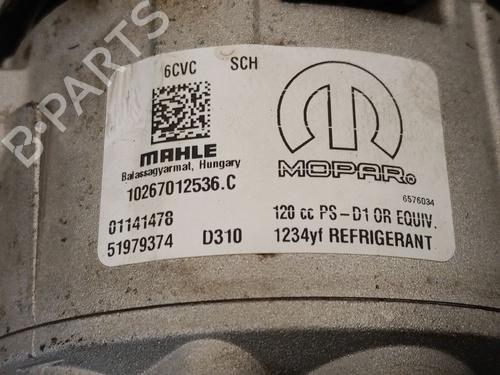 6CVC SCH
MAHLE
Balassagyarmat, Hungary
10267012536.C
MOPAR®
6576034
01141478
120 cc PS-D1 OR EQUIV.
51979374 D310
1234yf REFRIGERANT
B-PARTS